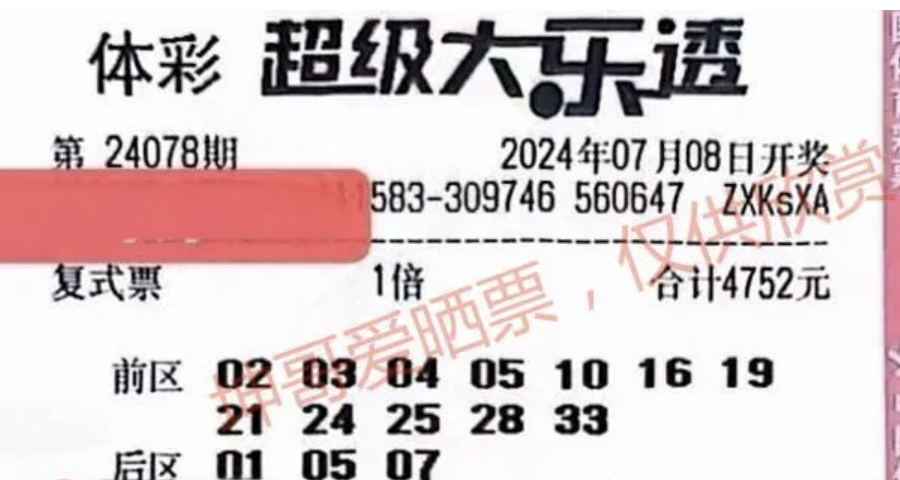 体彩 超级大乐透
第 24078期 2024年07月08日开奖
1583-309746 560647 ZXKsXA
复式票 1倍 合计4752元
坤哥爱晒票，仅供欣赏
前区 02 03 04 05 10 16 19
21 24 25 28 33
后区 01 05 07